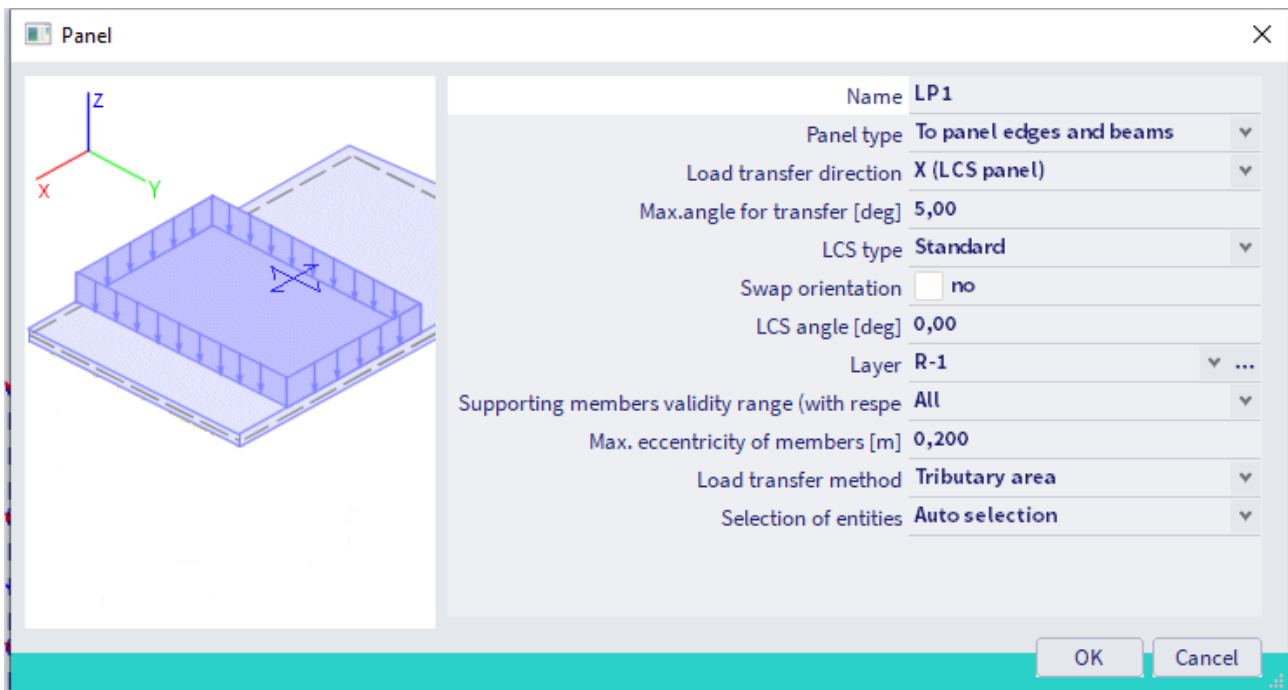 Panel
Z
X
Y
Name LP1
Panel type To panel edges and beams
Load transfer direction X (LCS panel)
Max.angle for transfer [deg] 5,00
LCS type Standard
Swap orientation no
LCS angle [deg] 0,00
Layer R-1 ...
Supporting members validity range (with respe All
Max. eccentricity of members [m] 0,200
Load transfer method Tributary area
Selection of entities Auto selection
OK Cancel